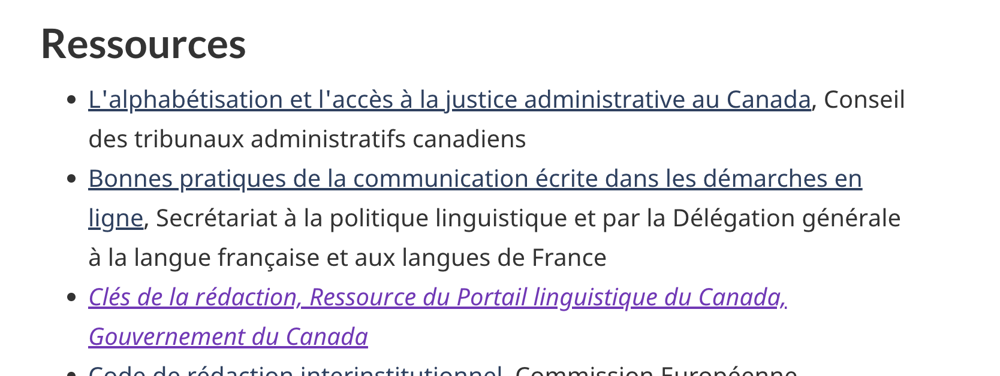 Ressources
L'alphabétisation et l'accès à la justice administrative au Canada, Conseil
des tribunaux administratifs canadiens
Bonnes pratiques de la communication écrite dans les démarches en
ligne, Secrétariat à la politique linguistique et par la Délégation générale
à la langue française et aux langues de France
Clés de la rédaction, Ressource du Portail linguistique du Canada,
Gouvernement du Canada
Code de rédaction interinstitutionnel, Commission Européenne